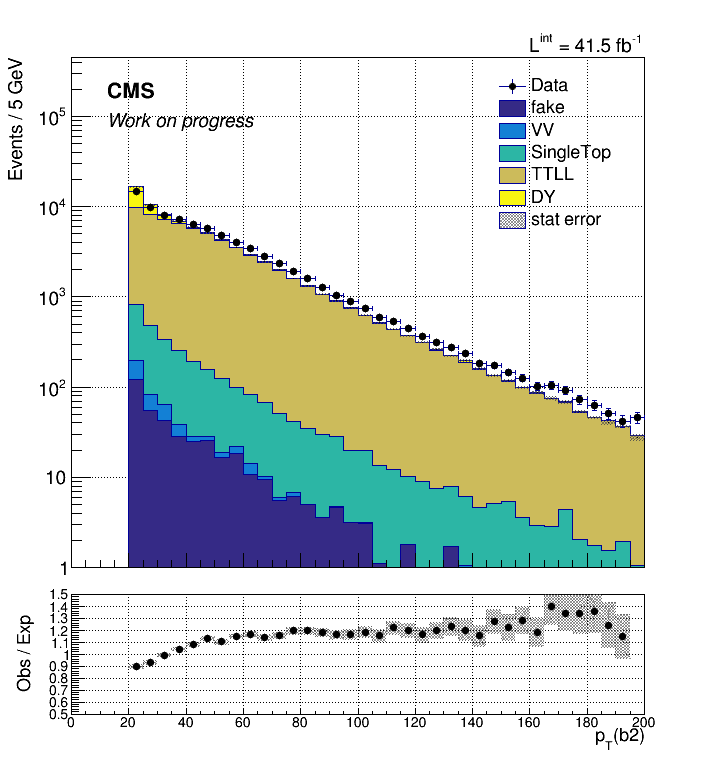 L^int = 41.5 fb^-1
Events / 5 GeV
CMS
Work on progress
Data
fake
VV
SingleTop
TTLL
DY
stat error
10^5
10^4
10^3
10^2
10
1
Obs / Exp
1.5
1.4
1.3
1.2
1.1
1
0.9
0.8
0.7
0.6
0.5
0 20 40 60 80 100 120 140 160 180 200
p_T(b2)